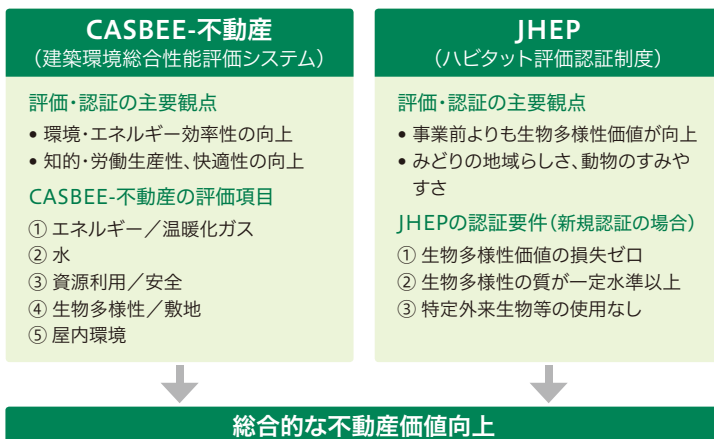 CASBEE-不動産
（建築環境総合性能評価システム）
評価・認証の主要観点
• 環境・エネルギー効率性の向上
• 知的・労働生産性、快適性の向上
CASBEE-不動産の評価項目
① エネルギー／温暖化ガス
② 水
③ 資源利用／安全
④ 生物多様性／敷地
⑤ 屋内環境
JHEP
（ハビタット評価認証制度）
評価・認証の主要観点
• 事業前よりも生物多様性価値が向上
• みどりの地域らしさ、動物のすみや
すさ
JHEPの認証要件（新規認証の場合）
① 生物多様性価値の損失ゼロ
② 生物多様性の質が一定水準以上
③ 特定外来生物等の使用なし
総合的な不動産価値向上